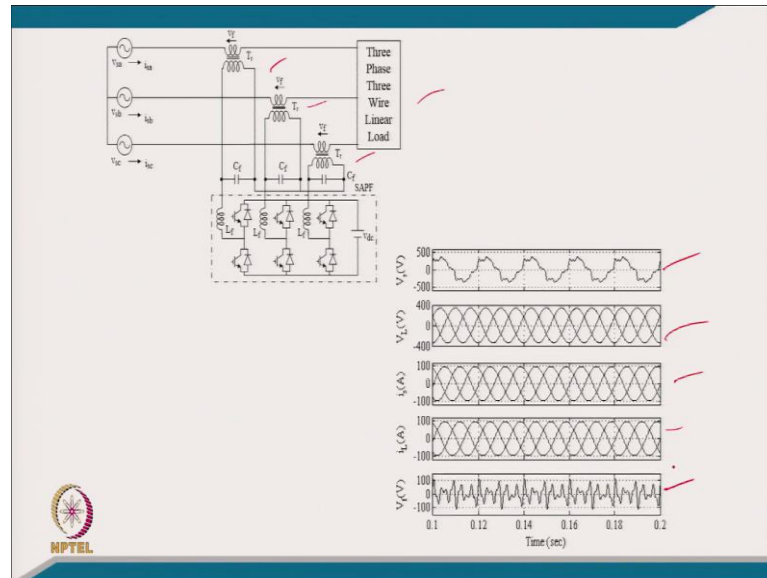 Vf
Tr
Vsa
isa
Three
Phase
Three
Wire
Linear
Load
Vf
Tr
Vsb
isb
Vf
Tr
Vsc
isc
Cf
Cf
Cf
SAPF
Lf
Lf
Lf
Vdc
Vs(V)
500
0
-500
VL(V)
400
0
-400
is(A)
100
0
-100
iL(A)
100
0
-100
Vf(V)
100
0
-100
0.1 0.12 0.14 0.16 0.18 0.2
Time (sec)
NPTEL